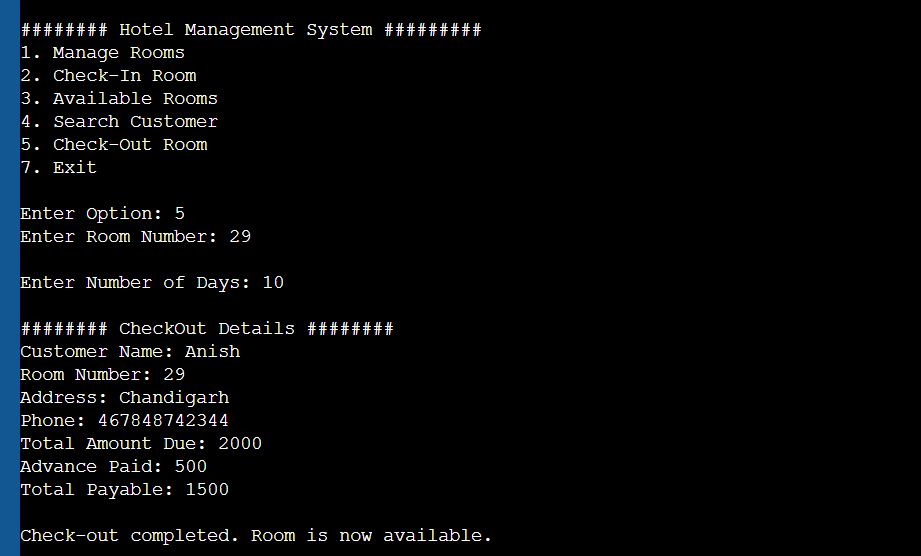 ######## Hotel Management System #########
1. Manage Rooms
2. Check-In Room
3. Available Rooms
4. Search Customer
5. Check-Out Room
7. Exit
Enter Option: 5
Enter Room Number: 29
Enter Number of Days: 10
######## CheckOut Details ########
Customer Name: Anish
Room Number: 29
Address: Chandigarh
Phone: 467848742344
Total Amount Due: 2000
Advance Paid: 500
Total Payable: 1500
Check-out completed. Room is now available.